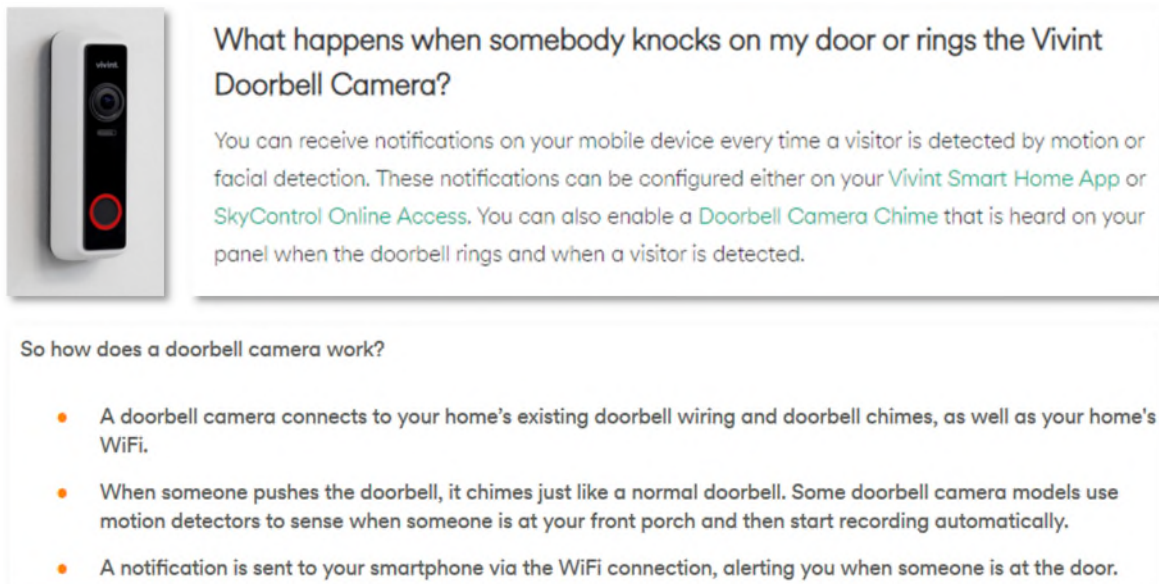 vivint.
What happens when somebody knocks on my door or rings the Vivint
Doorbell Camera?
You can receive notifications on your mobile device every time a visitor is detected by motion or
facial detection. These notifications can be configured either on your Vivint Smart Home App or
SkyControl Online Access. You can also enable a Doorbell Camera Chime that is heard on your
panel when the doorbell rings and when a visitor is detected.
So how does a doorbell camera work?
● A doorbell camera connects to your home’s existing doorbell wiring and doorbell chimes, as well as your home's
WiFi.
● When someone pushes the doorbell, it chimes just like a normal doorbell. Some doorbell camera models use
motion detectors to sense when someone is at your front porch and then start recording automatically.
● A notification is sent to your smartphone via the WiFi connection, alerting you when someone is at the door.